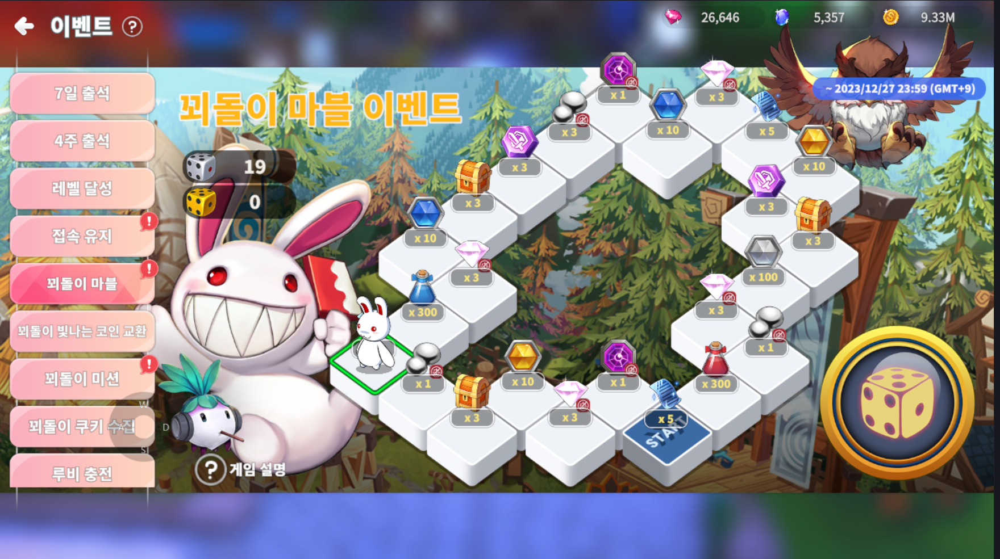 이벤트 ?
26,646
5,357
9.33M
~ 2023/12/27 23:59 (GMT+9)
7일 출석
4주 출석
레벨 달성
접속 유지
!
꾀돌이 마블
!
꾀돌이 빛나는 코인 교환
꾀돌이 미션
!
꾀돌이 쿠키 수집
루비 충전
W
A
D
S
꾀돌이 마블 이벤트
19
0
x 1
x 3
x 3
x 10
x 5
x 3
x 10
x 3
x 3
x 10
x 3
x 3
x 100
x 3
x 300
x 3
x 1
x 1
x 10
x 1
x 300
x 3
x 3
x 5
START
? 게임 설명